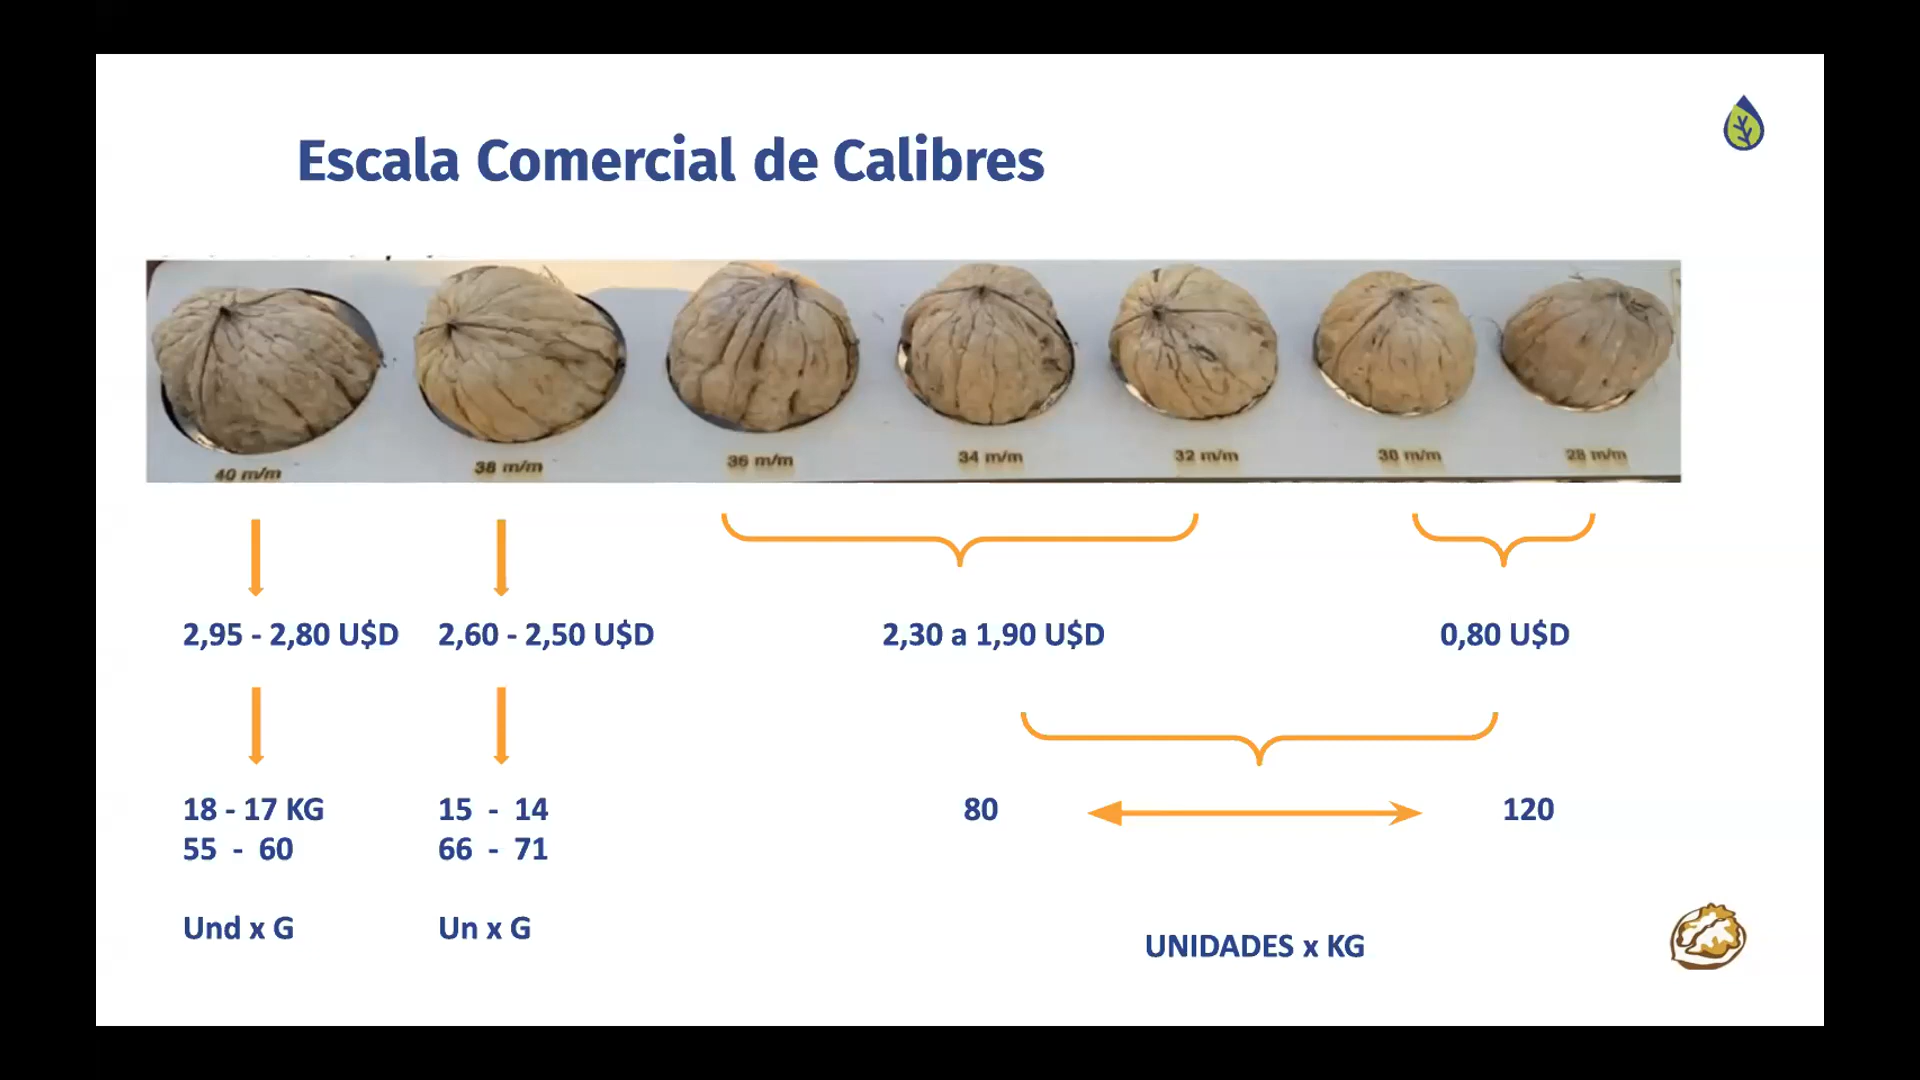 Escala Comercial de Calibres
40 m/m 38 m/m 36 m/m 34 m/m 32 m/m 30 m/m 28 m/m
2,95 - 2,80 U$D 2,60 - 2,50 U$D 2,30 a 1,90 U$D 0,80 U$D
18 - 17 KG 15 - 14 80 120
55 - 60 66 - 71
Und x G Un x G
UNIDADES x KG